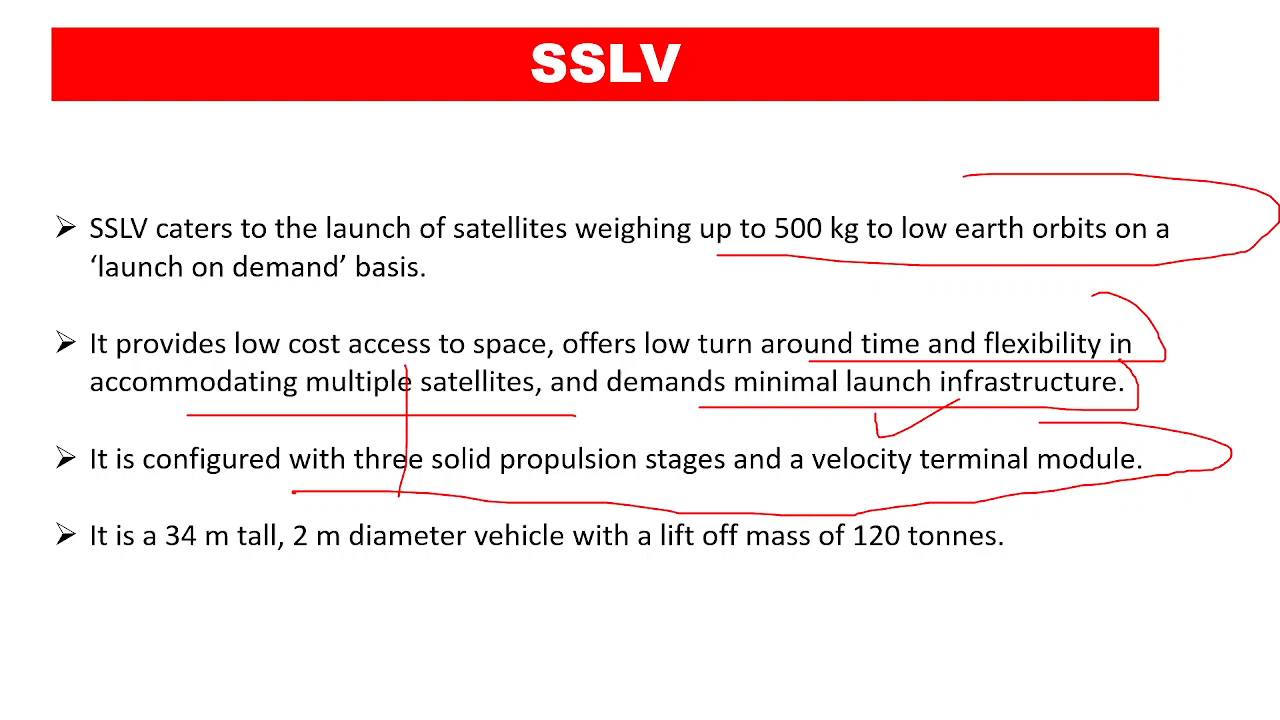 SSLV
➢ SSLV caters to the launch of satellites weighing up to 500 kg to low earth orbits on a
‘launch on demand’ basis.
➢ It provides low cost access to space, offers low turn around time and flexibility in
accommodating multiple satellites, and demands minimal launch infrastructure.
➢ It is configured with three solid propulsion stages and a velocity terminal module.
➢ It is a 34 m tall, 2 m diameter vehicle with a lift off mass of 120 tonnes.